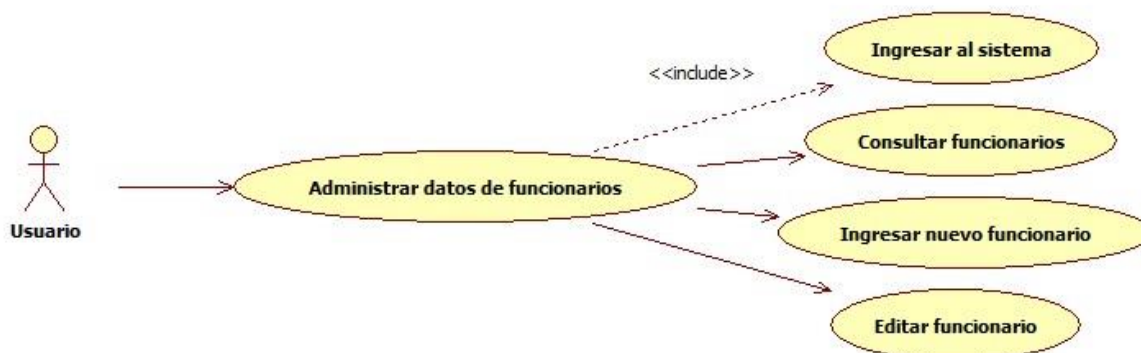 Ingresar al sistema
<<include>>
Consultar funcionarios
Administrar datos de funcionarios
Usuario
Ingresar nuevo funcionario
Editar funcionario